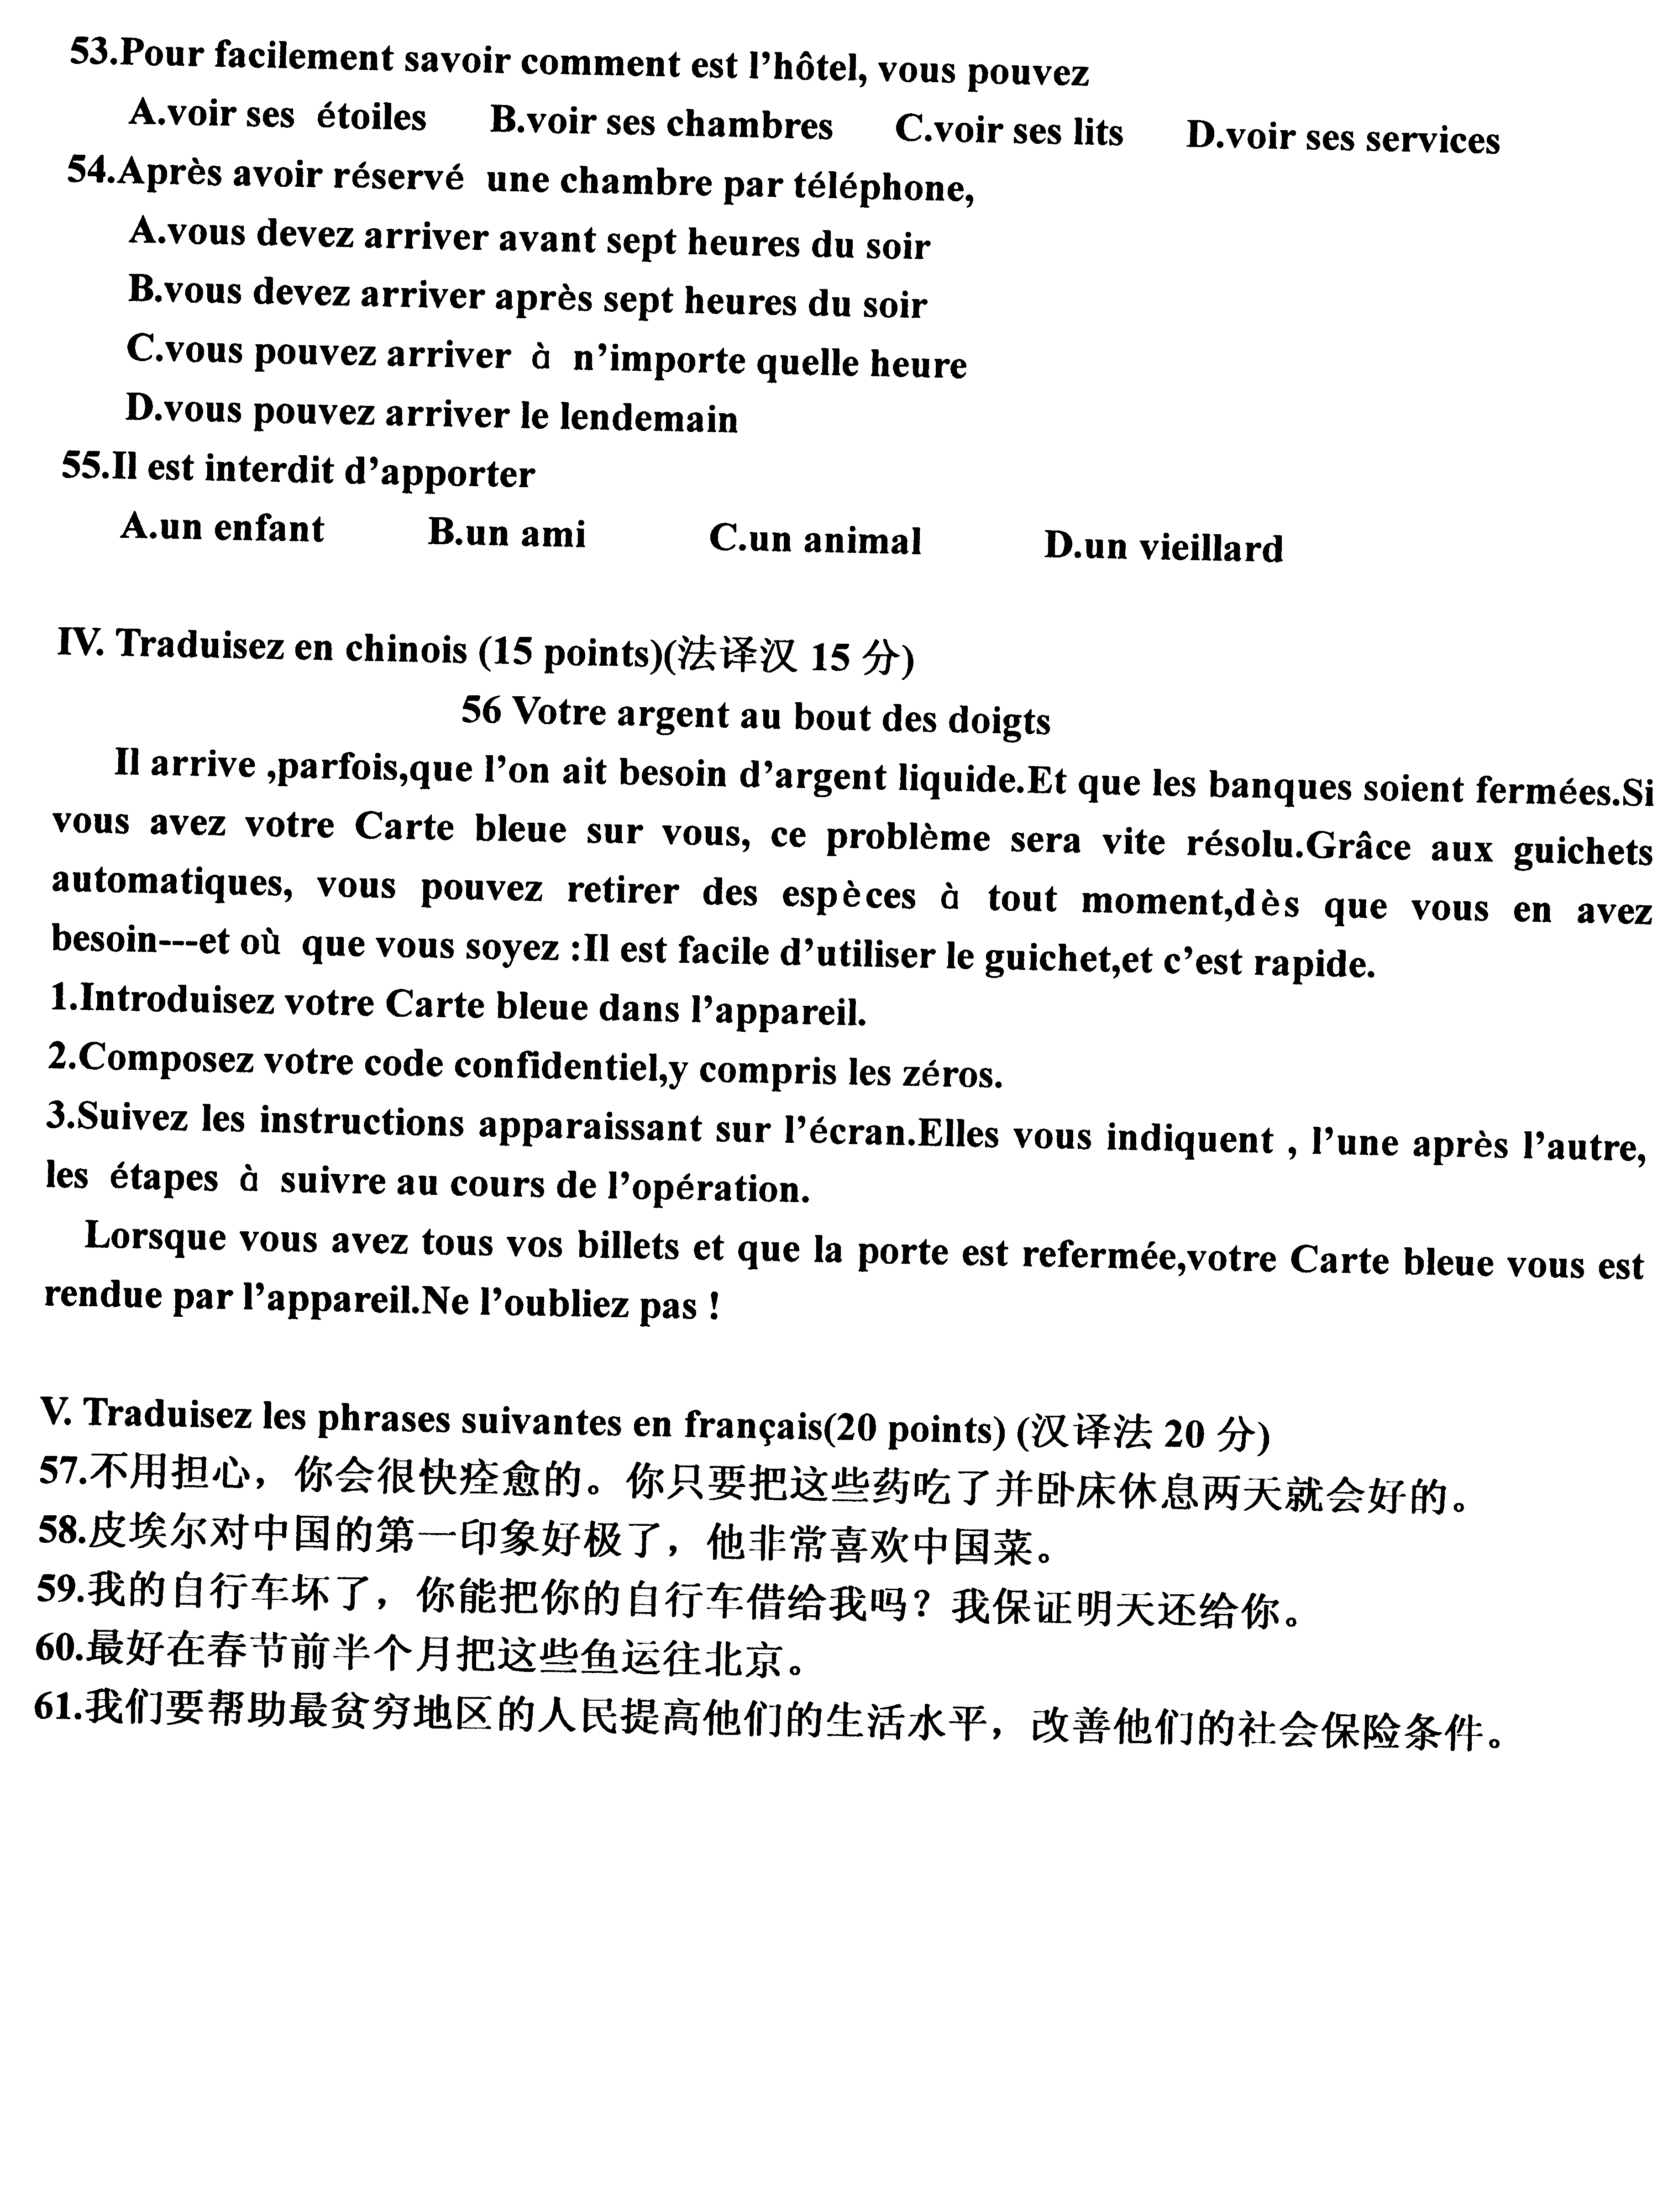 53.Pour facilement savoir comment est l’hôtel, vous pouvez
A.voir ses étoiles B.voir ses chambres C.voir ses lits D.voir ses services
54.Après avoir réservé une chambre par téléphone,
A.vous devez arriver avant sept heures du soir
B.vous devez arriver après sept heures du soir
C.vous pouvez arriver à n’importe quelle heure
D.vous pouvez arriver le lendemain
55.Il est interdit d’apporter
A.un enfant B.un ami C.un animal D.un vieillard
IV. Traduisez en chinois (15 points)(法译汉 15 分)
56 Votre argent au bout des doigts
Il arrive ,parfois,que l’on ait besoin d’argent liquide.Et que les banques soient fermées.Si
vous avez votre Carte bleue sur vous, ce problème sera vite résolu.Grâce aux guichets
automatiques, vous pouvez retirer des espèces à tout moment,dès que vous en avez
besoin---et où que vous soyez :Il est facile d’utiliser le guichet,et c’est rapide.
1.Introduisez votre Carte bleue dans l’appareil.
2.Composez votre code confidentiel,y compris les zéros.
3.Suivez les instructions apparaissant sur l’écran.Elles vous indiquent , l’une après l’autre,
les étapes à suivre au cours de l’opération.
Lorsque vous avez tous vos billets et que la porte est refermée,votre Carte bleue vous est
rendue par l’appareil.Ne l’oubliez pas !
V. Traduisez les phrases suivantes en français(20 points) (汉译法 20 分)
57.不用担心，你会很快痊愈的。你只要把这些药吃了并卧床休息两天就会好的。
58.皮埃尔对中国的第一印象好极了，他非常喜欢中国菜。
59.我的自行车坏了，你能把你的自行车借给我吗？我保证明天还给你。
60.最好在春节前半个月把这些鱼运往北京。
61.我们要帮助最贫穷地区的人民提高他们的生活水平，改善他们的社会保险条件。